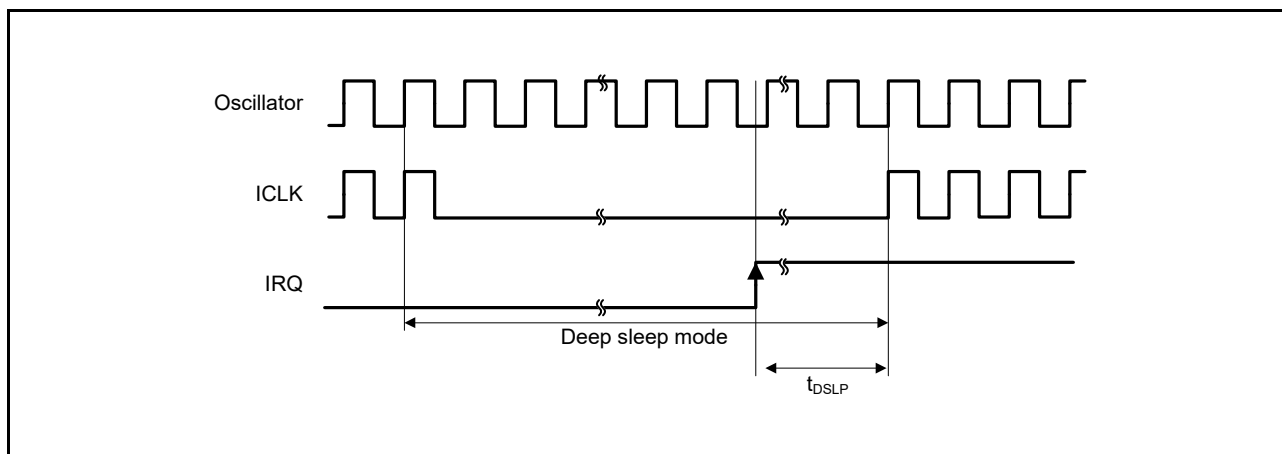 Oscillator
ICLK
IRQ
Deep sleep mode
tDSLP